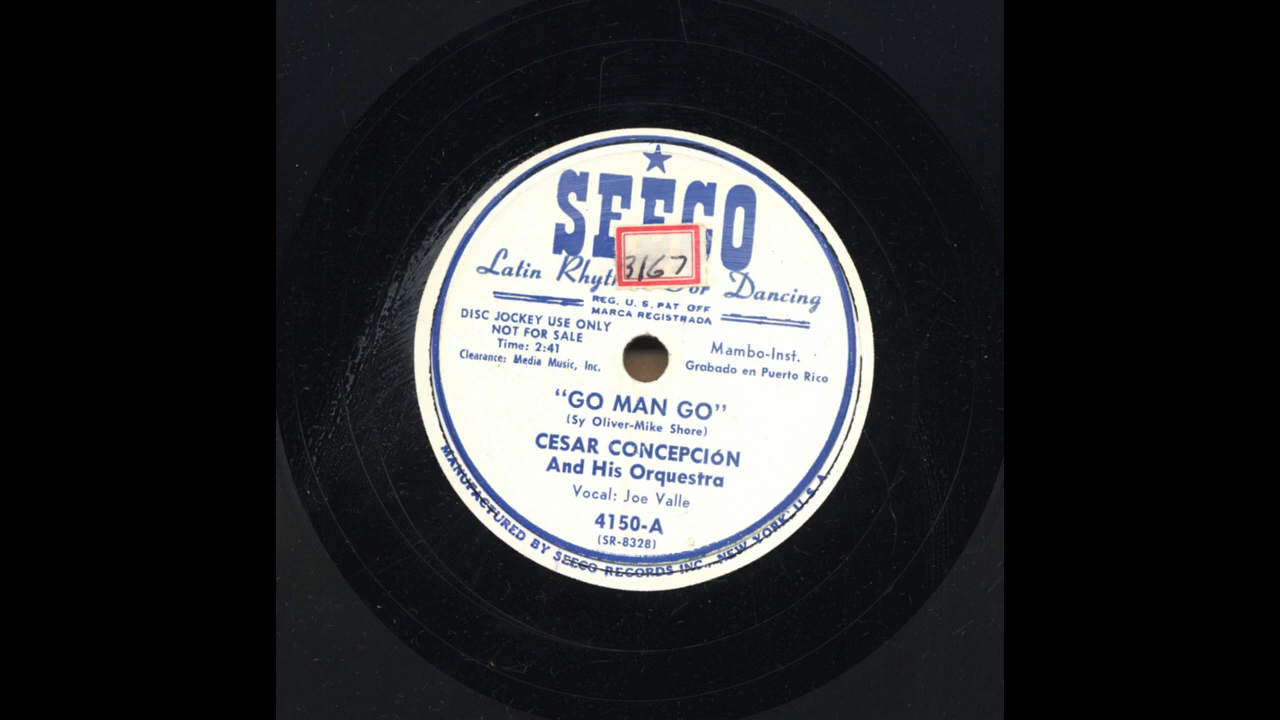 SEECO
3167
Latin Rhyt or Dancing
REG. U. S. PAT OFF
MARCA REGISTRADA
DISC JOCKEY USE ONLY
NOT FOR SALE
Time: 2:41
Clearance: Media Music, Inc.
Mambo-Inst.
Grabado en Puerto Rico
"GO MAN GO"
(Sy Oliver-Mike Shore)
CESAR CONCEPCIÓN
And His Orquestra
Vocal: Joe Valle
4150-A
(SR-8328)
MANUFACTURED BY SEECO RECORDS INC., NEW YORK, U. S. A.